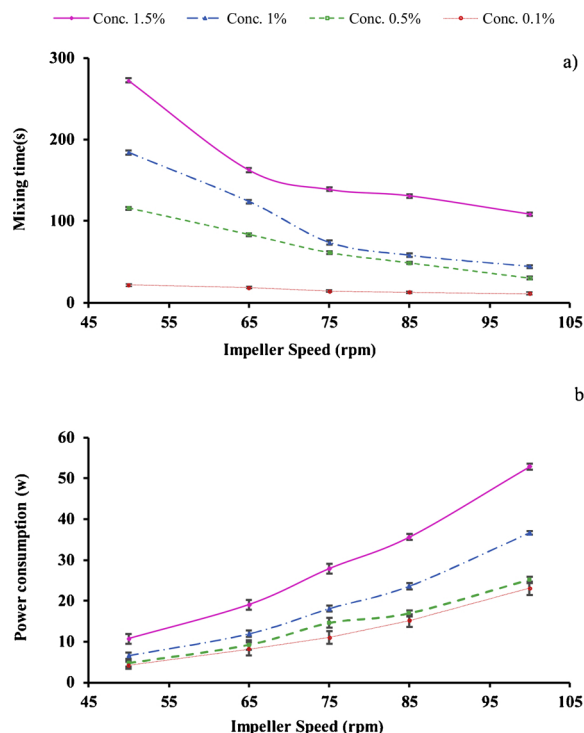 Conc. 1.5% Conc. 1% Conc. 0.5% Conc. 0.1%
a)
300
200
100
0
45 55 65 75 85 95 105
Mixing time(s)
Impeller Speed (rpm)
b
60
50
40
30
20
10
0
45 55 65 75 85 95 105
Power consumption (w)
Impeller Speed (rpm)